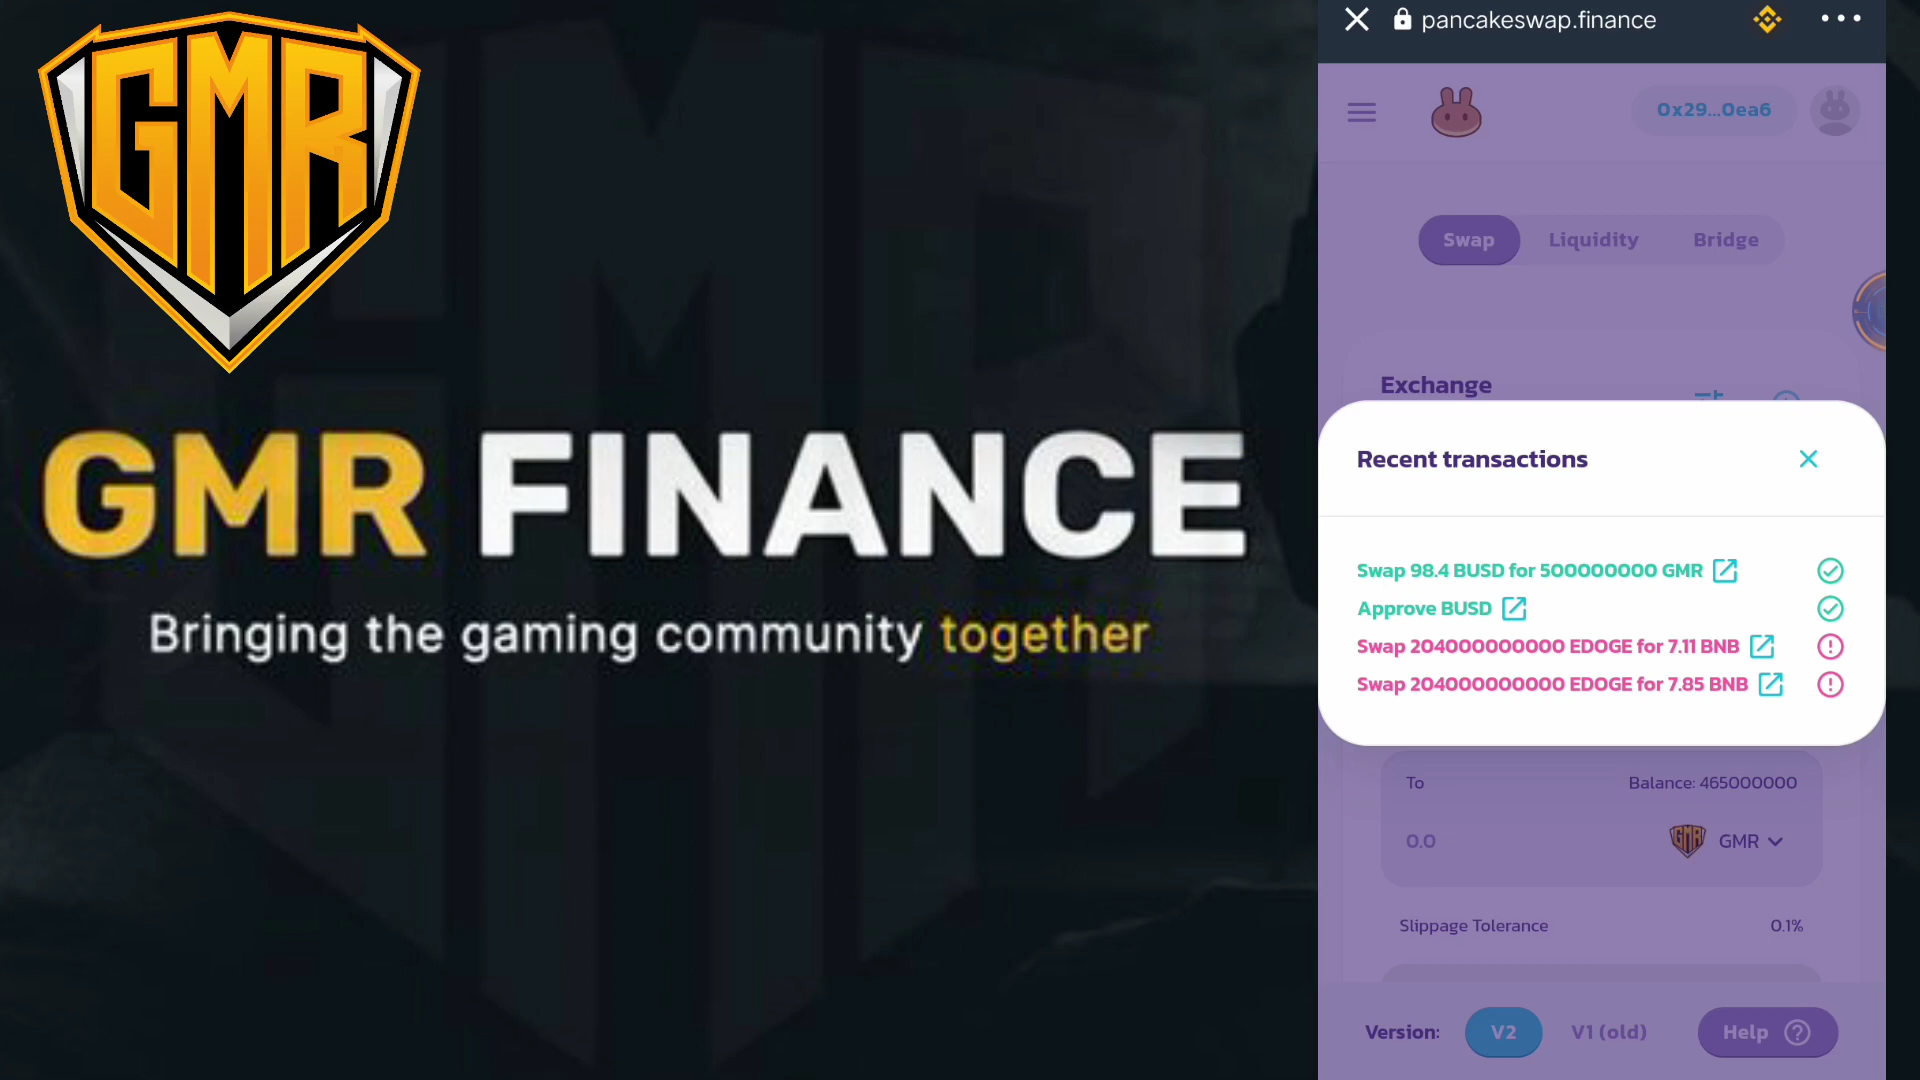 GMR
GMR FINANCE
Bringing the gaming community together
pancakeswap.finance
0x29...0ea6
Swap
Liquidity
Bridge
Exchange
Recent transactions
Swap 98.4 BUSD for 500000000 GMR
Approve BUSD
Swap 204000000000 EDOGE for 7.11 BNB
Swap 204000000000 EDOGE for 7.85 BNB
To
Balance: 465000000
0.0
GMR
GMR
Slippage Tolerance
0.1%
Version:
V2
V1 (old)
Help